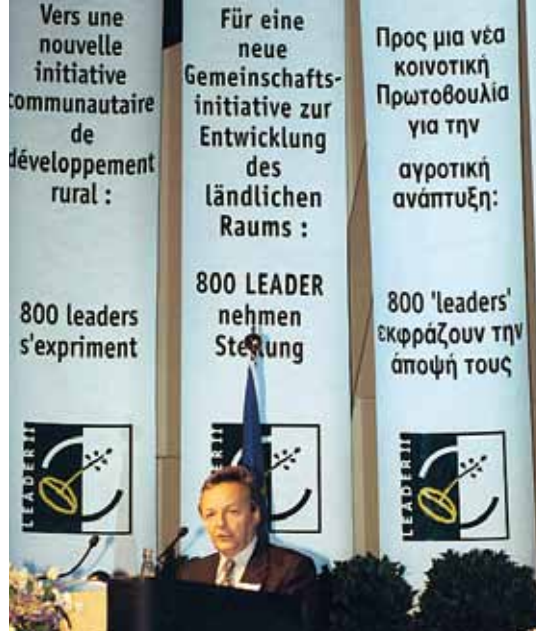 Vers une
nouvelle
initiative
communautaire
de
développement
rural :
800 leaders
s'expriment
LEADER II
Für eine
neue
Gemeinschafts-
initiative zur
Entwicklung
des
ländlichen
Raums :
800 LEADER
nehmen
Stellung
Προς μια νέα
κοινοτική
Πρωτοβουλία
για την
αγροτική
ανάπτυξη:
800 'leaders'
εκφράζουν την
άποψή τους
LEADER II